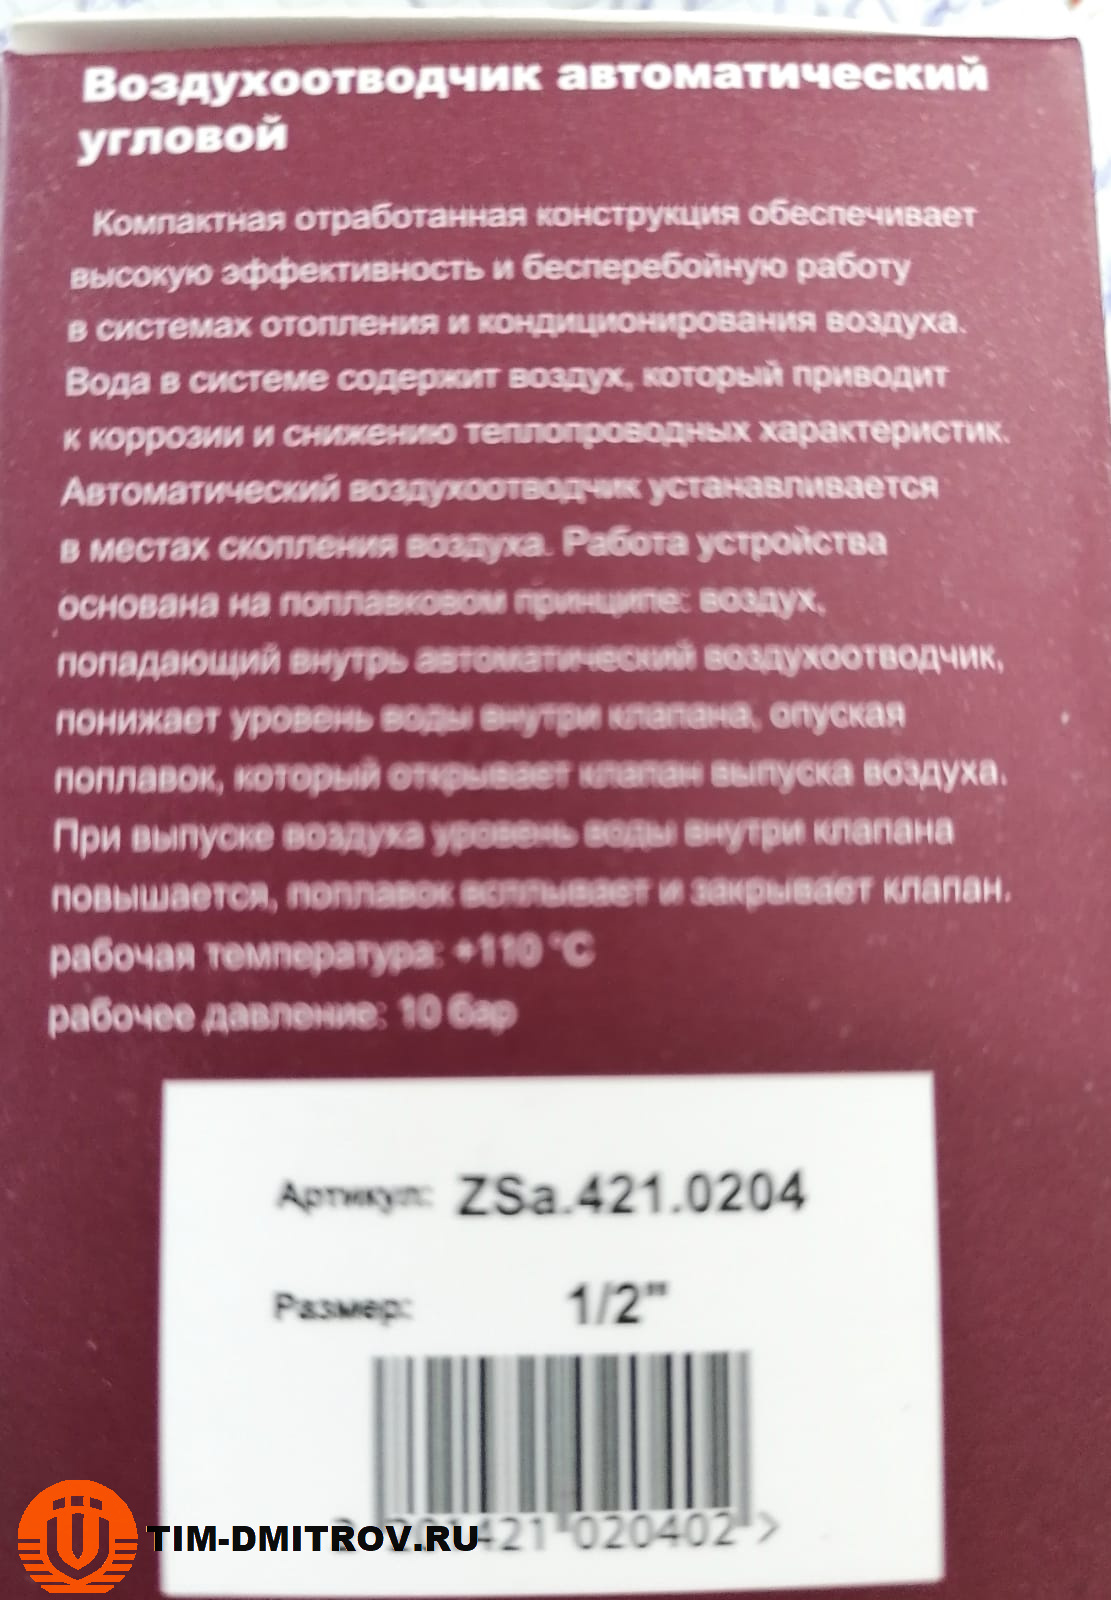 Воздухоотводчик автоматический
угловой
Компактная отработанная конструкция обеспечивает
высокую эффективность и бесперебойную работу
в системах отопления и кондиционирования воздуха.
Вода в системе содержит воздух, который приводит
к коррозии и снижению теплопроводных характеристик.
Автоматический воздухоотводчик устанавливается
в местах скопления воздуха. Работа устройства
основана на поплавковом принципе: воздух,
попадающий внутрь автоматический воздухоотводчик,
понижает уровень воды внутри клапана, опуская
поплавок, который открывает клапан выпуска воздуха.
При выпуске воздуха уровень воды внутри клапана
повышается, поплавок всплывает и закрывает клапан.
рабочая температура: +110 °C
рабочее давление: 10 бар
Артикул: ZSa.421.0204
Размер: 1/2"
020402 >
TIM-DMITROV.RU